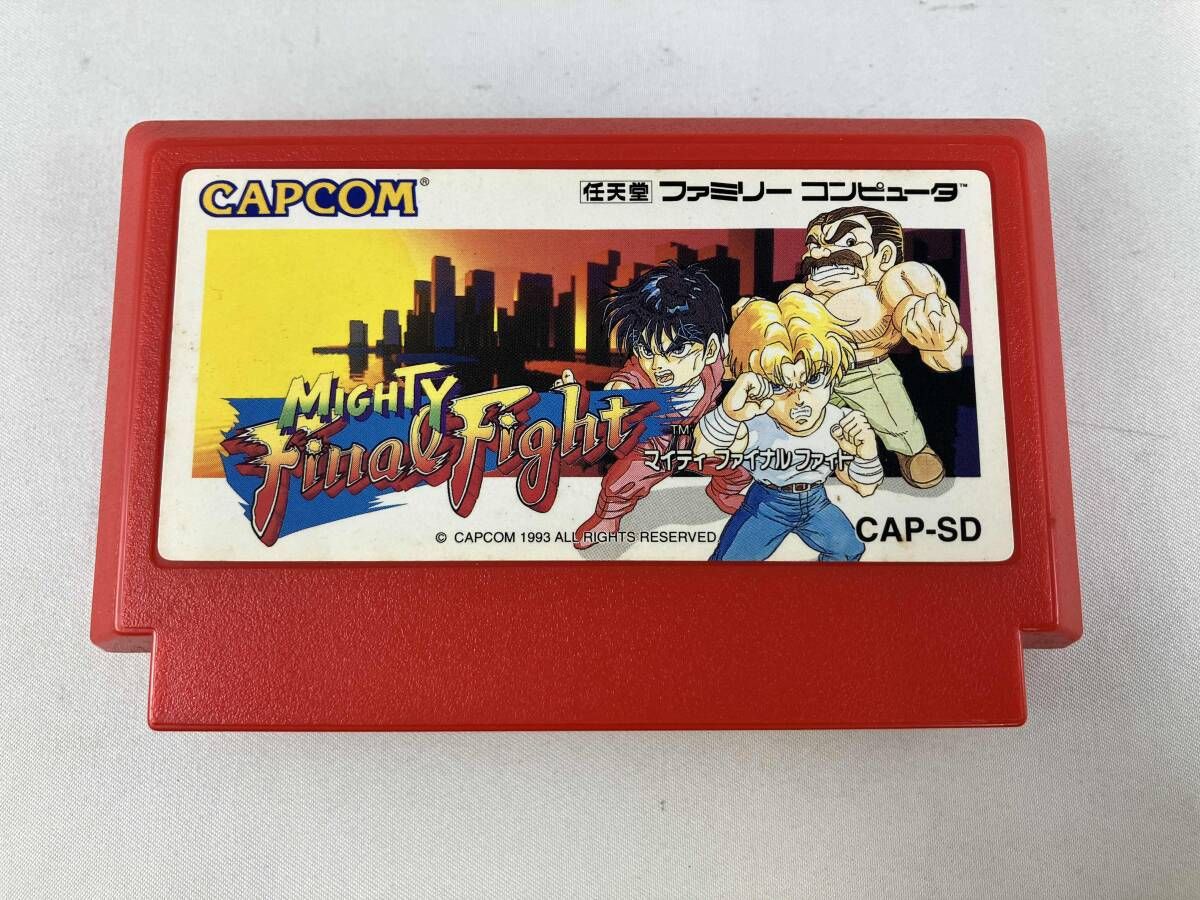 CAPCOM®
任天堂 ファミリー コンピュータ™
MIGHTY
Final Fight™
マイティ ファイナル ファイト
© CAPCOM 1993 ALL RIGHTS RESERVED.
CAP-SD